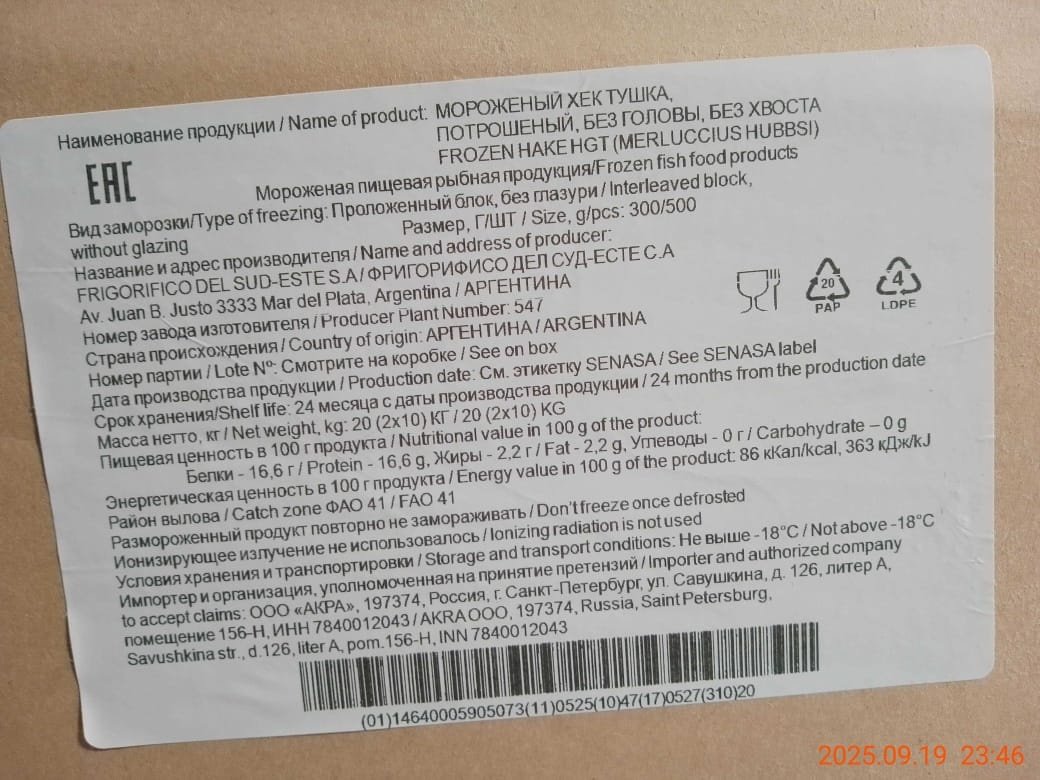 Наименование продукции / Name of product: МОРОЖЕНЫЙ ХЕК ТУШКА,
ПОТРОШЕНЫЙ, БЕЗ ГОЛОВЫ, БЕЗ ХВОСТА
FROZEN HAKE HGT (MERLUCCIUS HUBBSI)
EAC
Мороженая пищевая рыбная продукция/Frozen fish food products
Вид заморозки/Type of freezing: Проложенный блок, без глазури / Interleaved block,
without glazing
Размер, Г/ШТ / Size, g/pcs: 300/500
Название и адрес производителя / Name and address of producer:
FRIGORIFICO DEL SUD-ESTE S.A / ФРИГОРИФИСО ДЕЛ СУД-ЕСТЕ С.А
Av. Juan B. Justo 3333 Mar del Plata, Argentina / АРГЕНТИНА
Номер завода изготовителя / Producer Plant Number: 547
Страна происхождения / Country of origin: АРГЕНТИНА / ARGENTINA
Номер партии / Lote Nº: Смотрите на коробке / See on box
Дата производства продукции / Production date: См. этикетку SENASA / See SENASA label
Срок хранения/Shelf life: 24 месяца с даты производства продукции / 24 months from the production date
Масса нетто, кг / Net weight, kg: 20 (2x10) КГ / 20 (2x10) KG
Пищевая ценность в 100 г продукта / Nutritional value in 100 g of the product:
Белки - 16,6 г / Protein - 16,6 g, Жиры - 2,2 г / Fat - 2,2 g, Углеводы - 0 г / Carbohydrate – 0 g
Энергетическая ценность в 100 г продукта / Energy value in 100 g of the product: 86 кКал/kcal, 363 кДж/kJ
Район вылова / Catch zone ФАО 41 / FAO 41
Размороженный продукт повторно не замораживать / Don't freeze once defrosted
Ионизирующее излучение не использовалось / Ionizing radiation is not used
Условия хранения и транспортировки / Storage and transport conditions: Не выше -18°С / Not above -18°C
Импортер и организация, уполномоченная на принятие претензий / Importer and authorized company
to accept claims: ООО «АКРА», 197374, Россия, г. Санкт-Петербург, ул. Савушкина, д. 126, литер А,
помещение 156-Н, ИНН 7840012043 / AKRA OOO, 197374, Russia, Saint Petersburg,
Savushkina str., d.126, liter A, pom.156-H, INN 7840012043
20
PAP
4
LDPE
(01)14640005905073(11)0525(10)47(17)0527(310)20
2025.09.19 23:46